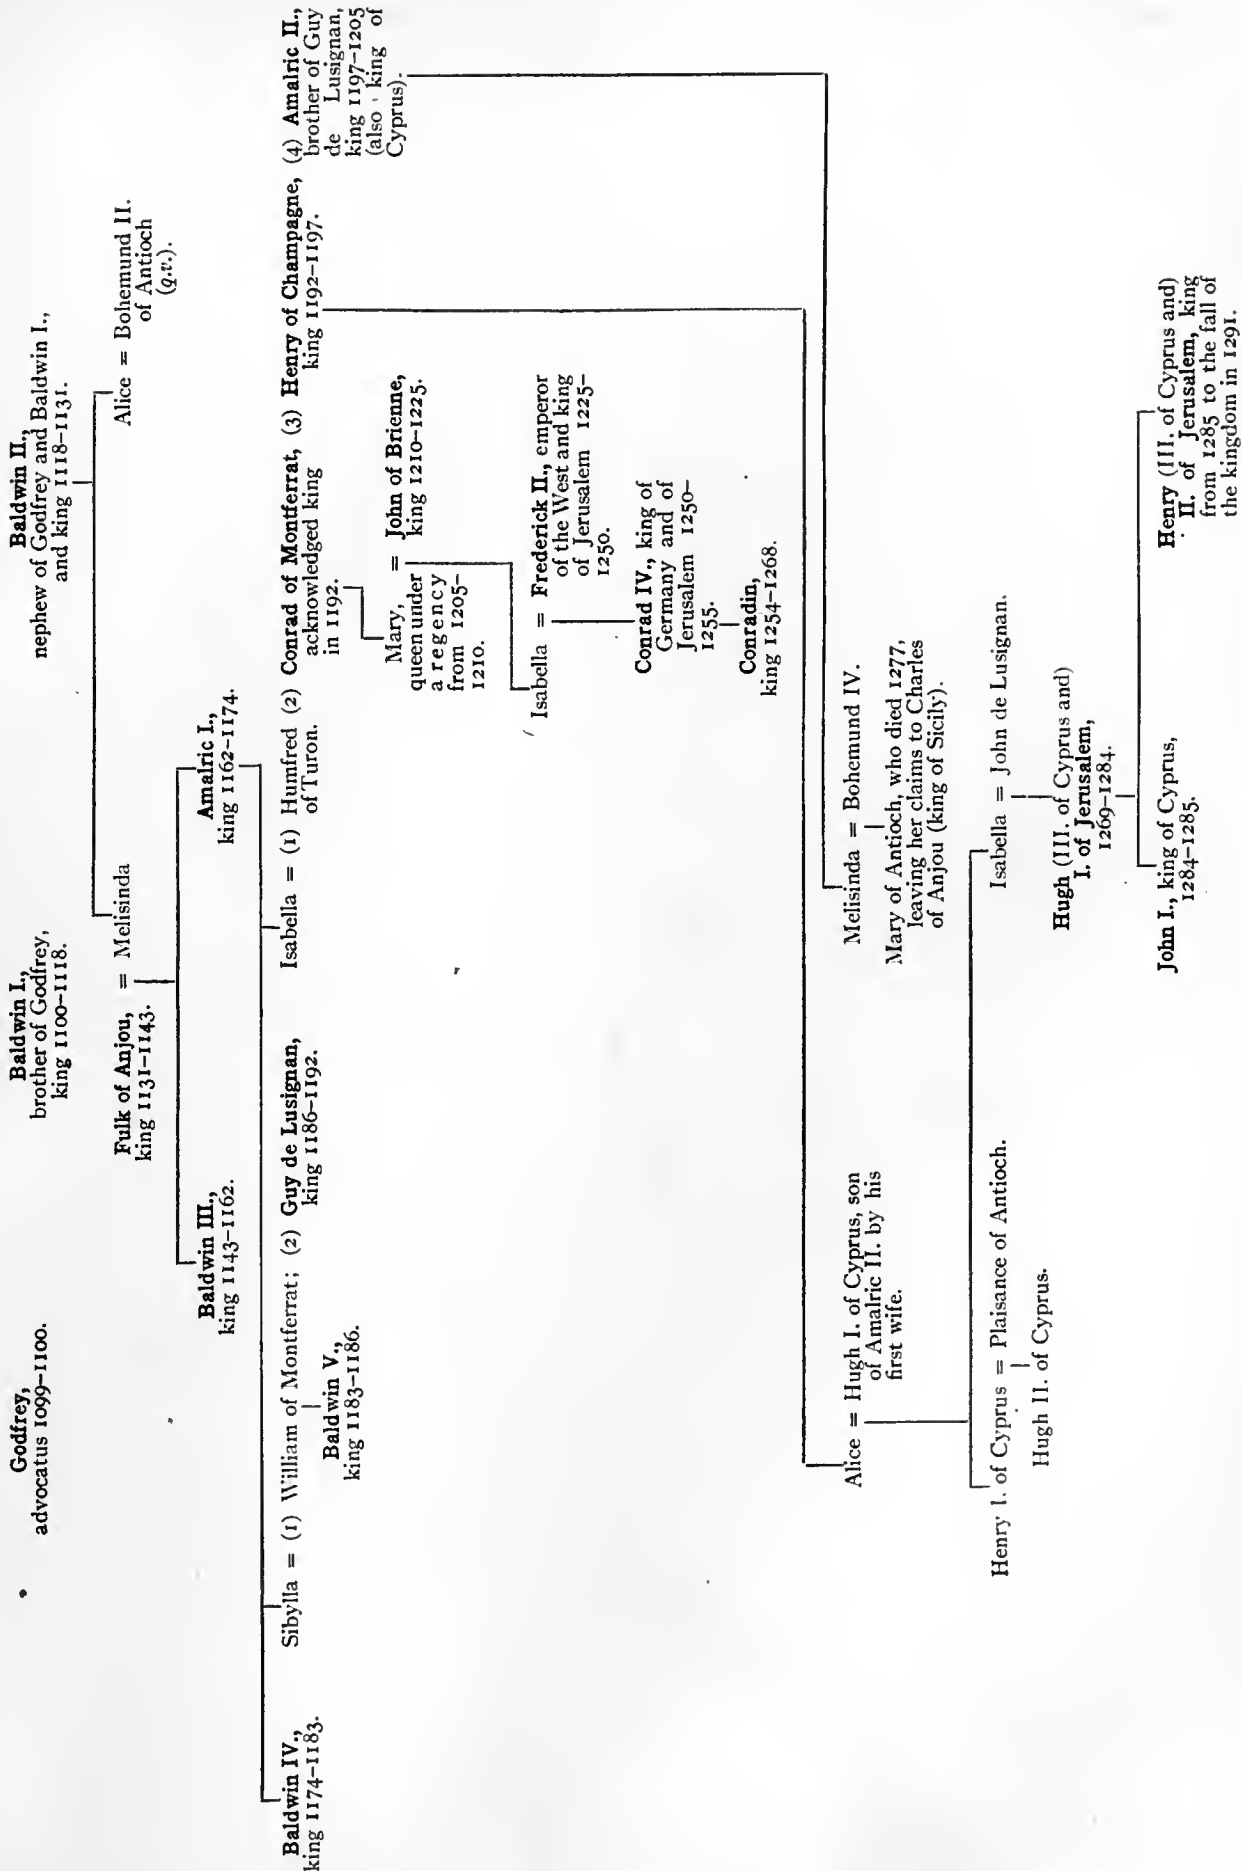 Godfrey,
advocatus 1099–1100.
Baldwin I.,
brother of Godfrey,
king 1100–1118.
Baldwin II.,
nephew of Godfrey and Baldwin I.,
and king 1118–1131.
Fulk of Anjou, = Melisinda
king 1131–1143.
Alice = Bohemund II.
of Antioch
(q.v.).
Baldwin III.,
king 1143–1162.
Amalric I.,
king 1162–1174.
Baldwin IV.,
king 1174–1183.
Sibylla = (1) William of Montferrat; (2) Guy de Lusignan,
king 1186–1192.
Baldwin V.,
king 1183–1186.
Isabella = (1) Humfred
of Turon.
(2) Conrad of Montferrat,
acknowledged king
in 1192.
(3) Henry of Champagne,
king 1192–1197.
(4) Amalric II.,
brother of Guy
de Lusignan,
king 1197–1205
(also king of
Cyprus).
Mary,
queen under
a regency
from 1205–
1210.
= John of Brienne,
king 1210–1225.
Isabella = Frederick II., emperor
of the West and king
of Jerusalem 1225–
1250.
Conrad IV., king of
Germany and of
Jerusalem 1250–
1255.
Conradin,
king 1254–1268.
Alice = Hugh I. of Cyprus, son
of Amalric II. by his
first wife.
Melisinda = Bohemund IV.
Mary of Antioch, who died 1277,
leaving her claims to Charles
of Anjou (king of Sicily).
Henry I. of Cyprus = Plaisance of Antioch.
Hugh II. of Cyprus.
Isabella = John de Lusignan.
Hugh (III. of Cyprus and)
I. of Jerusalem,
1269–1284.
John I., king of Cyprus,
1284–1285.
Henry (III. of Cyprus and)
II. of Jerusalem, king
from 1285 to the fall of
the kingdom in 1291.